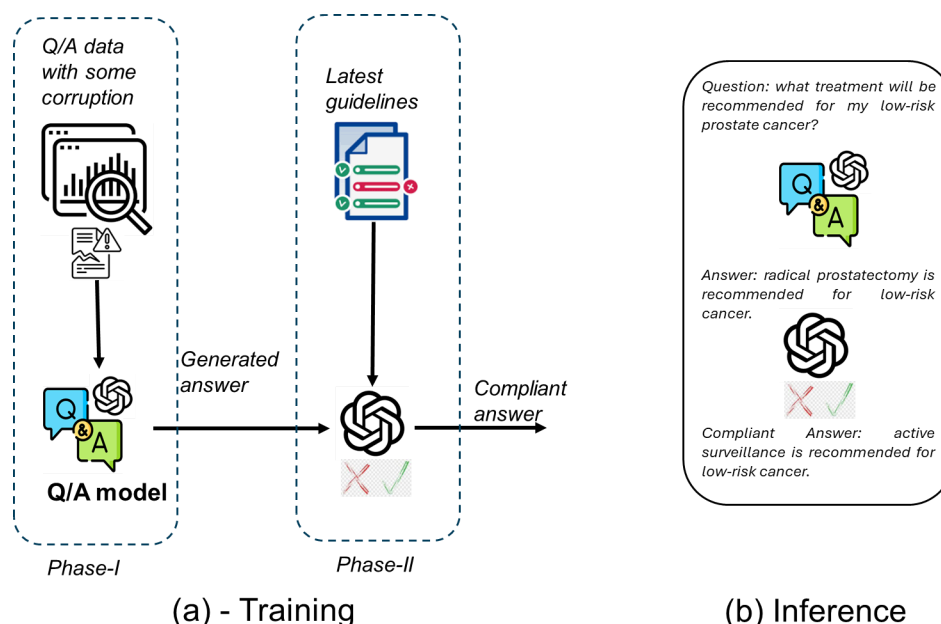 Q/A data
with some
corruption
Latest
guidelines
Q
&
A
Q/A model
Generated
answer
Compliant
answer
Phase-I
Phase-II
(a) - Training
Question: what treatment will be
recommended for my low-risk
prostate cancer?
Q
&
A
Answer: radical prostatectomy is
recommended for low-risk
cancer.
Compliant Answer: active
surveillance is recommended for
low-risk cancer.
(b) Inference